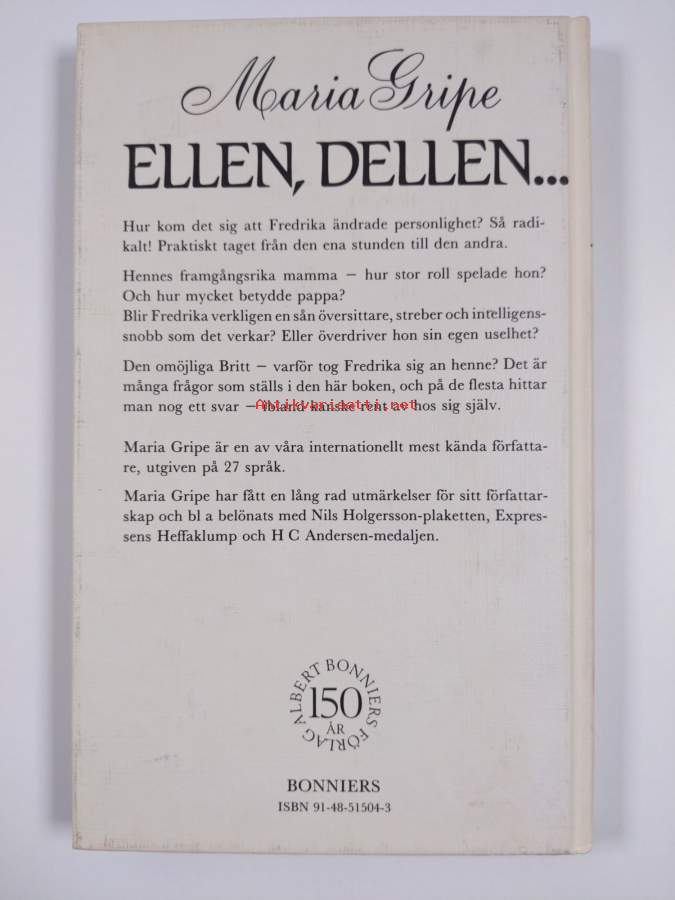 Maria Gripe
ELLEN, DELLEN...
Hur kom det sig att Fredrika ändrade personlighet? Så radi-
kalt! Praktiskt taget från den ena stunden till den andra.
Hennes framgångsrika mamma – hur stor roll spelade hon?
Och hur mycket betydde pappa?
Blir Fredrika verkligen en sån översittare, streber och intelligens-
snobb som det verkar? Eller överdriver hon sin egen uselhet?
Den omöjliga Britt – varför tog Fredrika sig an henne? Det är
många frågor som ställs i den här boken, och på de flesta hittar
man nog ett svar – ibland kanske rent av hos sig själv.
Antikvariaatti.net
Maria Gripe är en av våra internationellt mest kända författa-
re, utgiven på 27 språk.
Maria Gripe har fått en lång rad utmärkelser för sitt författar-
skap och bl a belönats med Nils Holgersson-plaketten, Expres-
sens Heffaklump och H C Andersen-medaljen.
ALBERT BONNIERS FÖRLAG
150
ÅR
BONNIERS
ISBN 91-48-51504-3